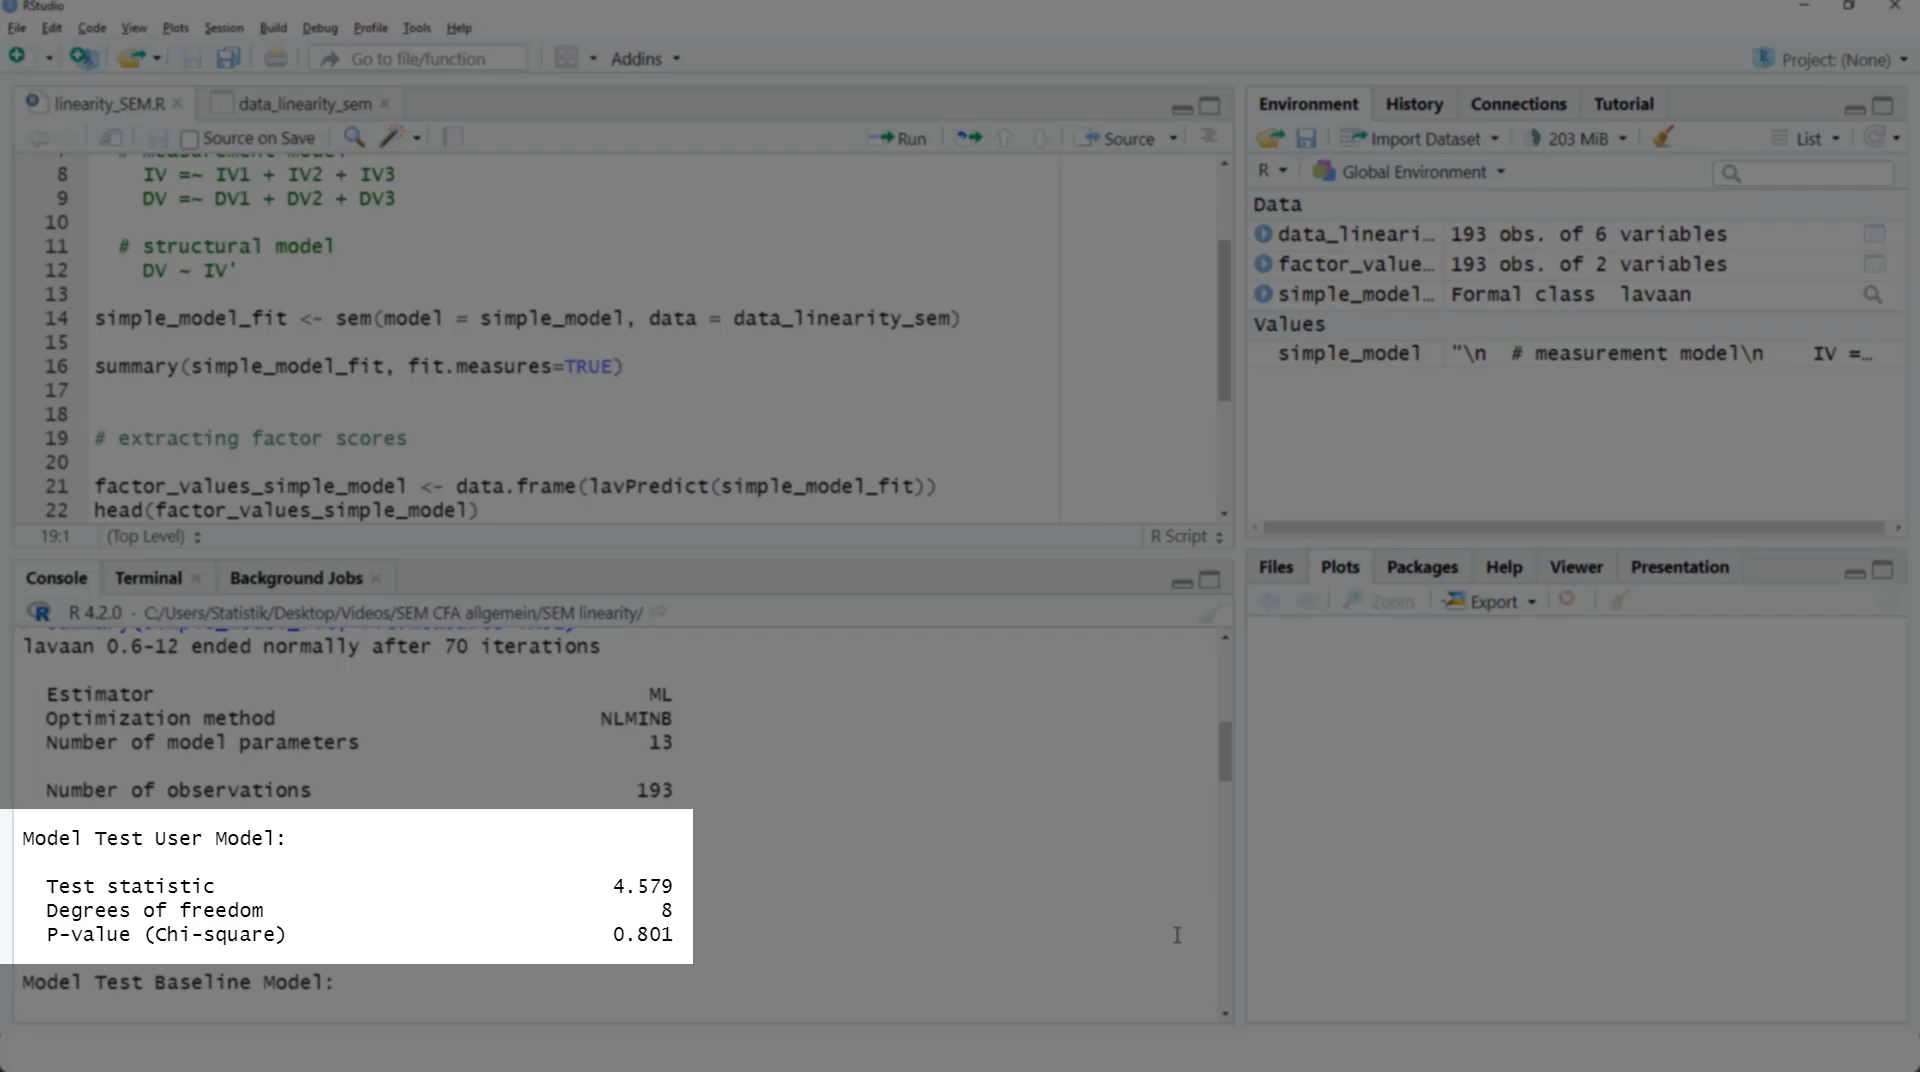 RStudio
File Edit Code View Plots Session Build Debug Profile Tools Help
Go to file/function
Addins
Project: (None)
linearity_SEM.R
data_linearity_sem
Source on Save
Run
Source
7 # measurement model
8 IV =~ IV1 + IV2 + IV3
9 DV =~ DV1 + DV2 + DV3
10
11 # structural model
12 DV ~ IV'
13
14 simple_model_fit <- sem(model = simple_model, data = data_linearity_sem)
15
16 summary(simple_model_fit, fit.measures=TRUE)
17
18
19 # extracting factor scores
20
21 factor_values_simple_model <- data.frame(lavPredict(simple_model_fit))
22 head(factor_values_simple_model)
19:1 (Top Level) R Script
Console Terminal Background Jobs
R 4.2.0 · C:/Users/Statistik/Desktop/Videos/SEM CFA allgemein/SEM linearity/
lavaan 0.6-12 ended normally after 70 iterations
Estimator ML
Optimization method NLMINB
Number of model parameters 13
Number of observations 193
Model Test User Model:
Test statistic 4.579
Degrees of freedom 8
P-value (Chi-square) 0.801
Model Test Baseline Model:
Environment History Connections Tutorial
Import Dataset 203 MiB List
R Global Environment
Data
data_lineari… 193 obs. of 6 variables
factor_value… 193 obs. of 2 variables
simple_model… Formal class lavaan
Values
simple_model "\n # measurement model\n IV =…
Files Plots Packages Help Viewer Presentation
Zoom Export